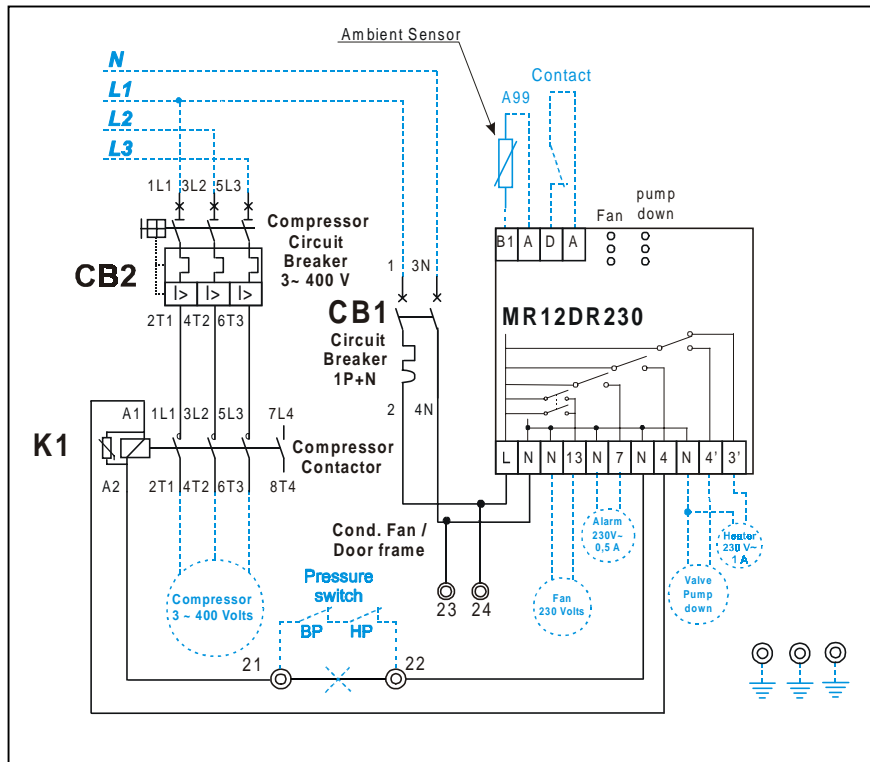 Ambient Sensor
N
L1
L2
L3
Contact
A99
1L1 3L2 5L3
Compressor
Circuit
Breaker
3~ 400 V
CB2
I> I> I>
2T1 4T2 6T3
pump
down
Fan
B1 A D A
MR12DR230
1 3N
CB1
Circuit
Breaker
1P+N
2 4N
K1
A1 1L1 3L2 5L3 7L4
Compressor
Contactor
A2 2T1 4T2 6T3 8T4
L N N 13 N 7 N 4 N 4' 3'
Cond. Fan /
Door frame
Alarm
230V~
0,5 A
Heater
230 V~
1 A
Fan
230 Volts
Valve
Pump
down
23 24
Compressor
3 ~ 400 Volts
Pressure
switch
BP HP
21 22